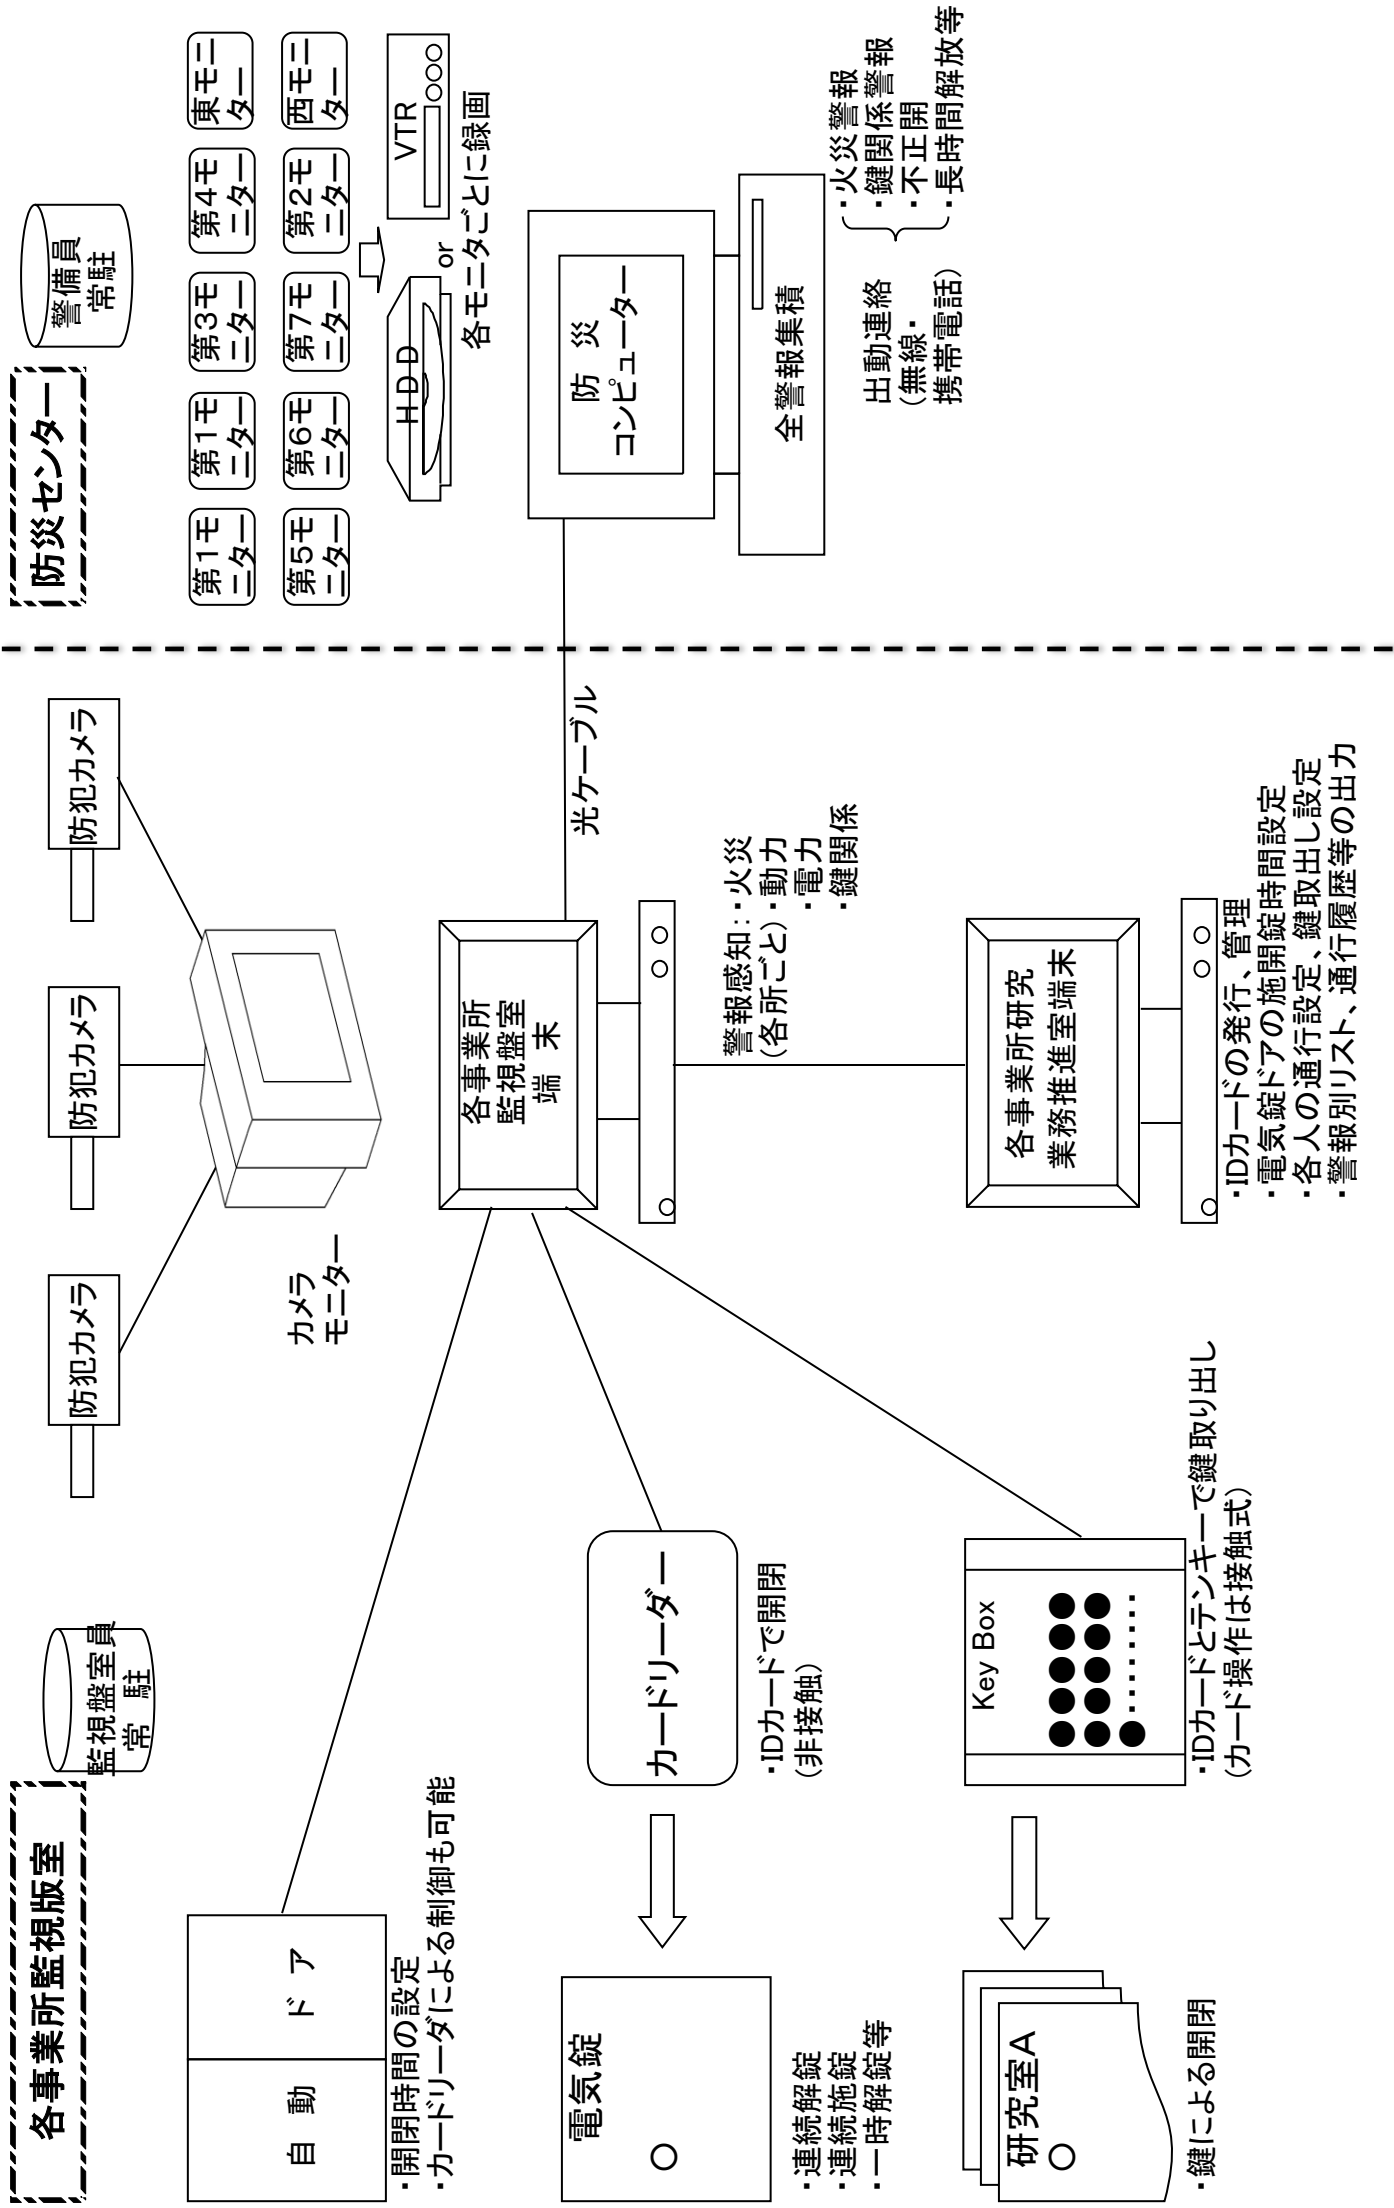 各事業所監視版室
監視盤室員
常 駐
防犯カメラ
防犯カメラ
防犯カメラ
カメラ
モニター
自 動 ド ア
・開閉時間の設定
・カードリーダによる制御も可能
電気錠
・連続解錠
・連続施錠
・一時解錠等
カードリーダー
・IDカードで開閉
(非接触)
研究室A
・鍵による開閉
Key Box
・IDカードとテンキーで鍵取り出し
(カード操作は接触式)
各事業所
監視盤室
端 末
光ケーブル
警報感知：・火災
(各所ごと)・動力
・電力
・鍵関係
各事業所研究
業務推進室端末
・IDカードの発行、管理
・電気錠ドアの施開錠時間設定
・各人の通行設定、鍵取出し設定
・警報別リスト、通行履歴等の出力
防災センター
警備員
常駐
第1モ
ニター
第1モ
ニター
第3モ
ニター
第4モ
ニター
東モニ
ター
第5モ
ニター
第6モ
ニター
第7モ
ニター
第2モ
ニター
西モニ
ター
HDD
or
VTR
各モニタごとに録画
防 災
コンピューター
全警報集積
出動連絡
(無線・
携帯電話)
・火災警報
・鍵関係警報
・不正開
・長時間解放等